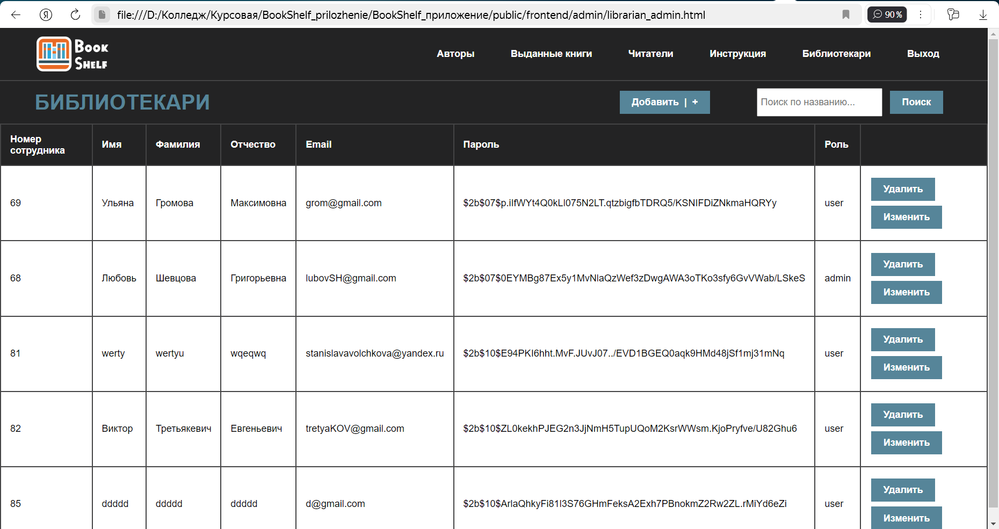 file:///D:/Колледж/Курсовая/BookShelf_prilozhenie/BookShelf_приложение/public/frontend/admin/librarian_admin.html
90 %
Book
Shelf
Авторы Выданные книги Читатели Инструкция Библиотекари Выход
БИБЛИОТЕКАРИ
Добавить | +
Поиск по названию...
Поиск
Номер сотрудника Имя Фамилия Отчество Email Пароль Роль
69 Ульяна Громова Максимовна grom@gmail.com $2b$07$p.iIfWYt4Q0kLI075N2LT.qtzbigfbTDRQ5/KSNIFDiZNkmaHQRYy user
Удалить
Изменить
68 Любовь Шевцова Григорьевна lubovSH@gmail.com $2b$07$0EYMBg87Ex5y1MvNlaQzWef3zDwgAWA3oTKo3sfy6GvVWab/LSkeS admin
Удалить
Изменить
81 werty wertyu wqeqwq stanislavavolchkova@yandex.ru $2b$10$E94PKI6hht.MvF.JUvJ07../EVD1BGEQ0aqk9HMd48jSf1mj31mNq user
Удалить
Изменить
82 Виктор Третьякевич Евгеньевич tretyaKOV@gmail.com $2b$10$ZL0kekhPJEG2n3JjNmH5TupUQoM2KsrWWsm.KjoPryfve/U82Ghu6 user
Удалить
Изменить
85 ddddd ddddd ddddd d@gmail.com $2b$10$ArlaQhkyFi81l3S76GHmFeksA2Exh7PBnokmZ2Rw2ZL.rMiYd6eZi user
Удалить
Изменить